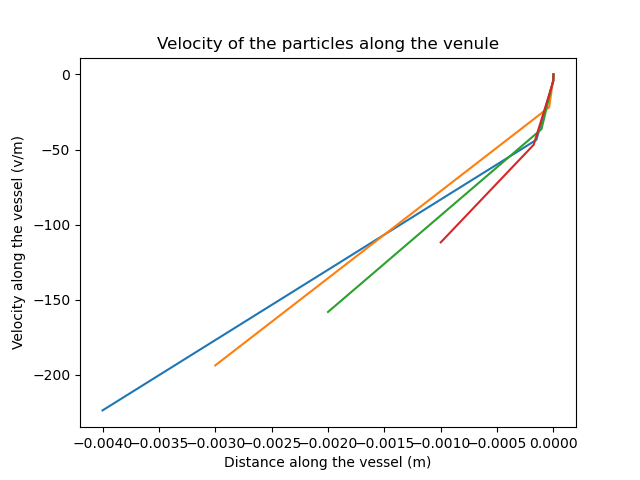 Velocity of the particles along the venule
0
−50
−100
−150
−200
Velocity along the vessel (v/m)
−0.0040 −0.0035 −0.0030 −0.0025 −0.0020 −0.0015 −0.0010 −0.0005 0.0000
Distance along the vessel (m)